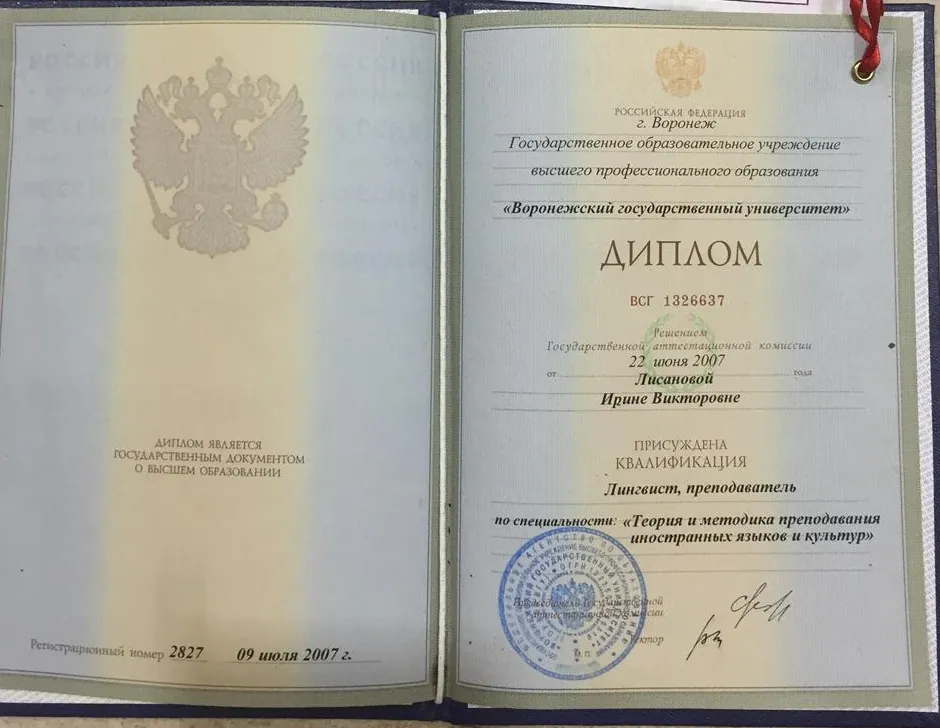 ДИПЛОМ ЯВЛЯЕТСЯ
ГОСУДАРСТВЕННЫМ ДОКУМЕНТОМ
О ВЫСШЕМ ОБРАЗОВАНИИ
Регистрационный номер 2827 09 июля 2007 г.
РОССИЙСКАЯ ФЕДЕРАЦИЯ
г. Воронеж
Государственное образовательное учреждение
высшего профессионального образования
«Воронежский государственный университет»
ДИПЛОМ
ВСГ 1326637
Решением
Государственной аттестационной комиссии
от 22 июня 2007 года
Лисановой
Ирине Викторовне
ПРИСУЖДЕНА
КВАЛИФИКАЦИЯ
Лингвист, преподаватель
по специальности: «Теория и методика преподавания
иностранных языков и культур»
Председатель Государственной
аттестационной комиссии
Ректор
М.П.